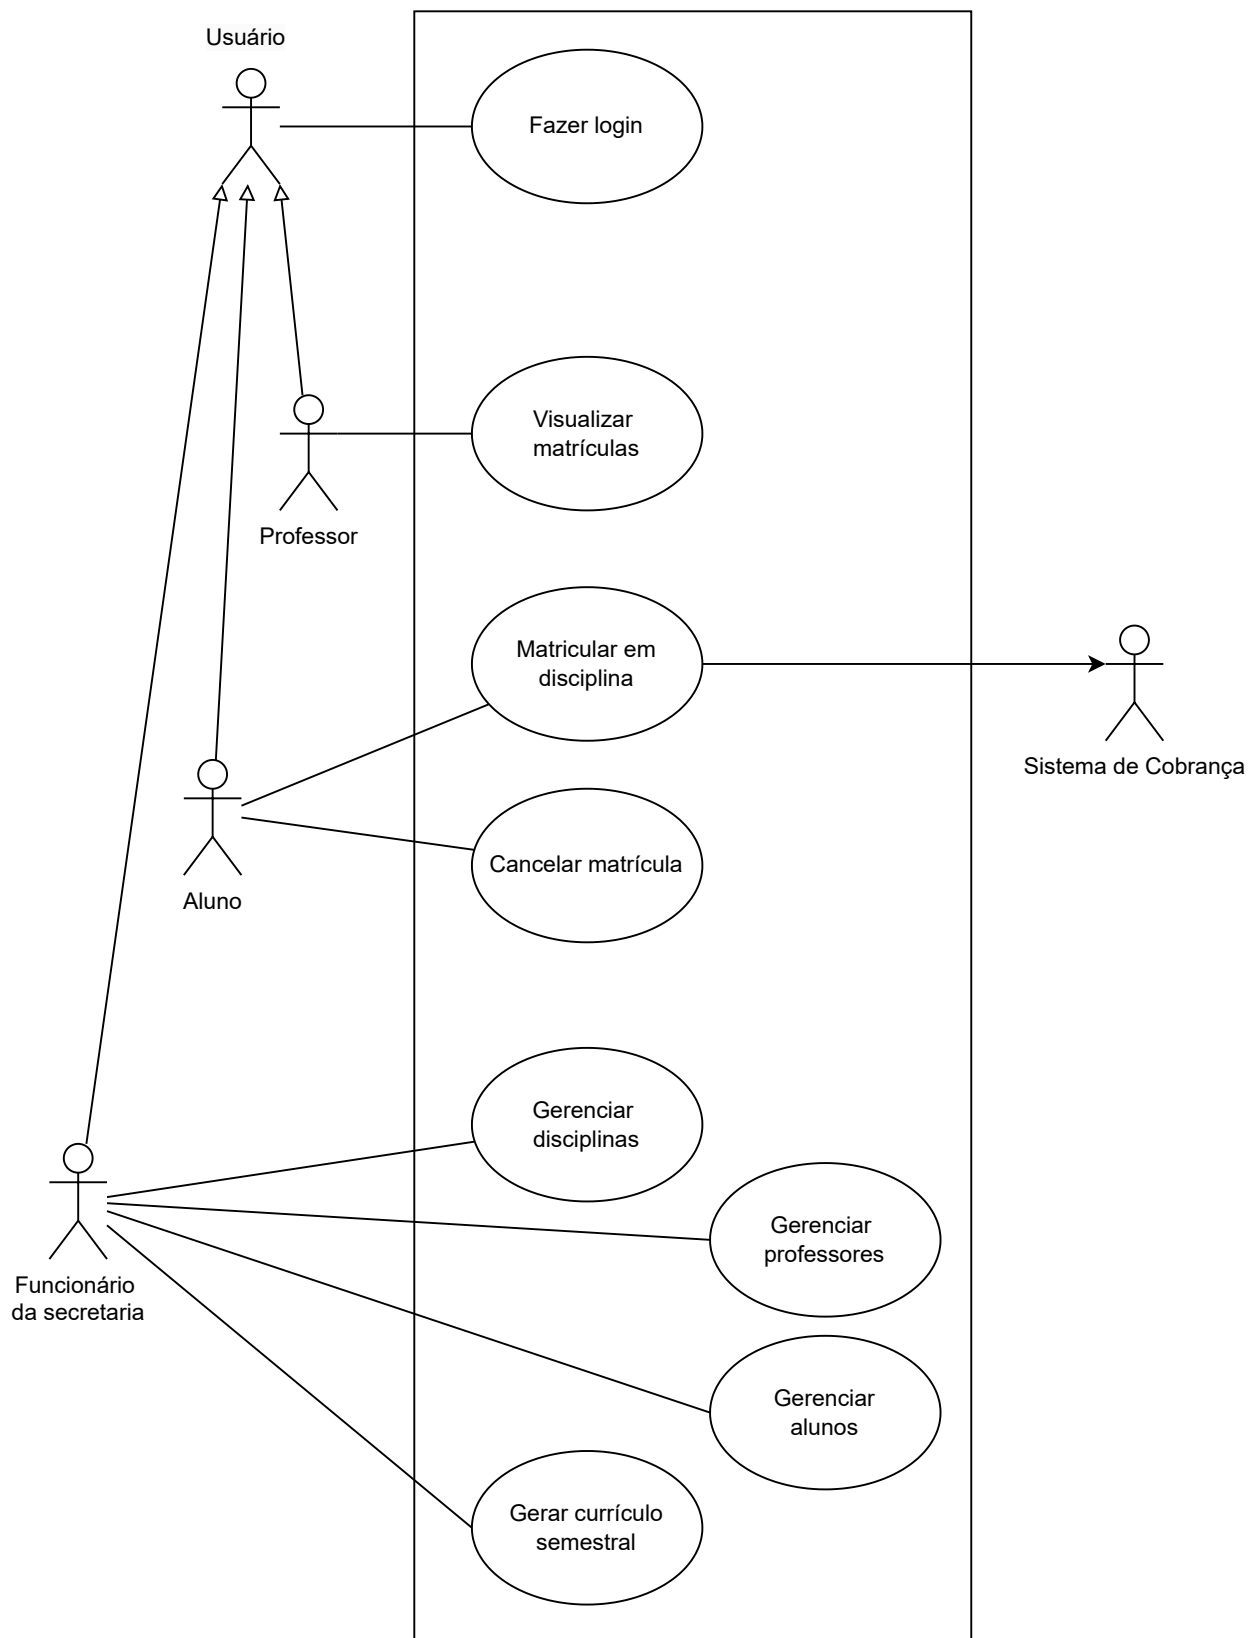 Usuário
Fazer login
Visualizar
matrículas
Professor
Matricular em
disciplina
Sistema de Cobrança
Cancelar matrícula
Aluno
Gerenciar
disciplinas
Gerenciar
professores
Funcionário
da secretaria
Gerenciar
alunos
Gerar currículo
semestral